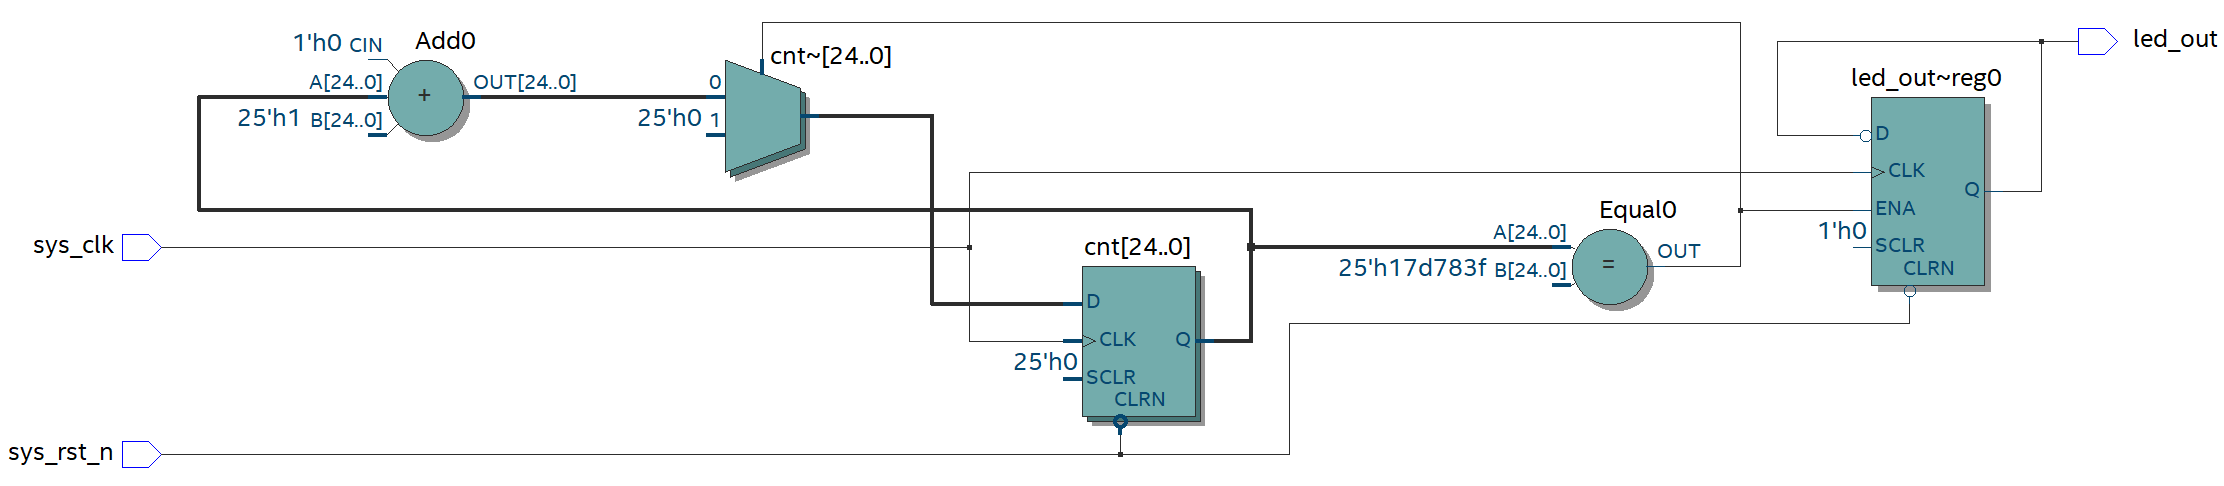 1'h0 CIN
Add0
A[24..0]
+
OUT[24..0]
25'h1 B[24..0]
cnt~[24..0]
0
25'h0 1
led_out
led_out~reg0
D
CLK
Q
ENA
1'h0
SCLR
CLRN
sys_clk
cnt[24..0]
D
CLK
Q
25'h0
SCLR
CLRN
Equal0
A[24..0]
=
OUT
25'h17d783f B[24..0]
sys_rst_n